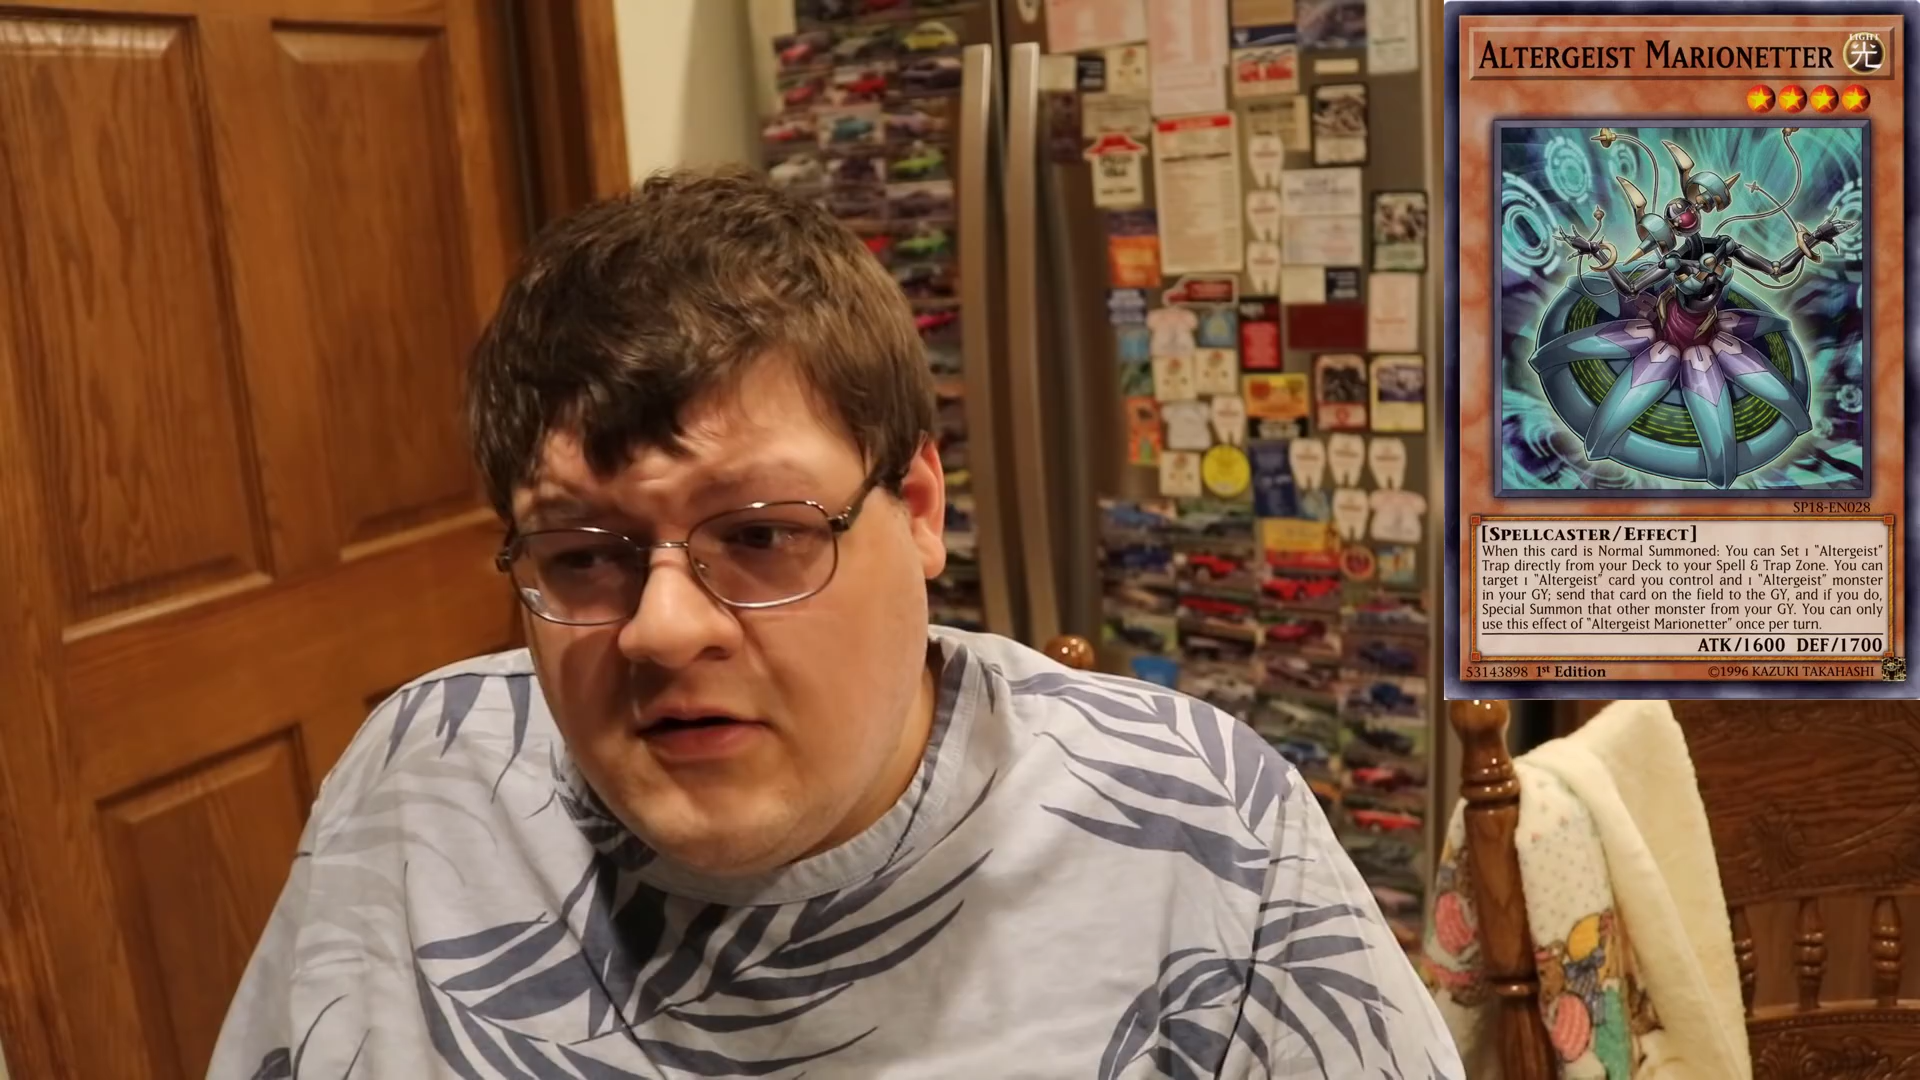 ALTERGEIST MARIONETTER
LIGHT
光
SP18-EN028
[SPELLCASTER/EFFECT]
When this card is Normal Summoned: You can Set 1 "Altergeist"
Trap directly from your Deck to your Spell & Trap Zone. You can
target 1 "Altergeist" card you control and 1 "Altergeist" monster
in your GY; send that card on the field to the GY, and if you do,
Special Summon that other monster from your GY. You can only
use this effect of "Altergeist Marionetter" once per turn.
ATK/1600 DEF/1700
53143898 1st Edition
©1996 KAZUKI TAKAHASHI